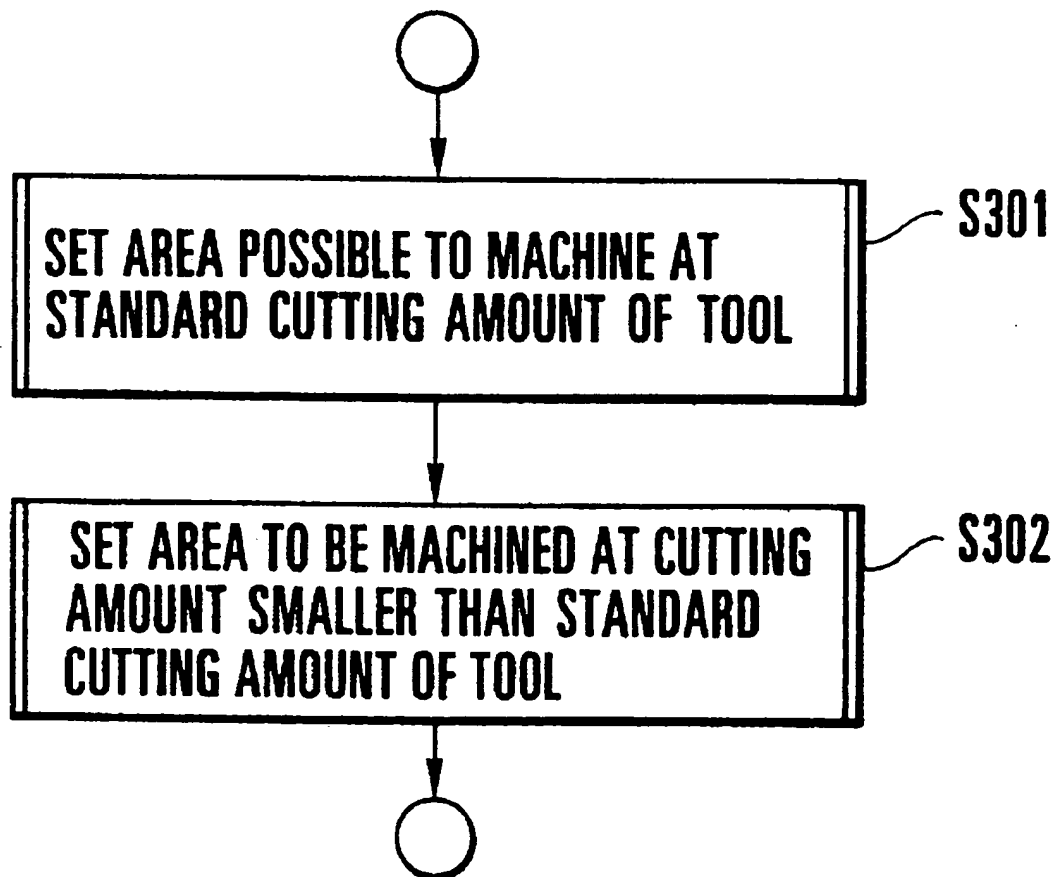 SET AREA POSSIBLE TO MACHINE AT
STANDARD CUTTING AMOUNT OF TOOL
S301
SET AREA TO BE MACHINED AT CUTTING
AMOUNT SMALLER THAN STANDARD
CUTTING AMOUNT OF TOOL
S302